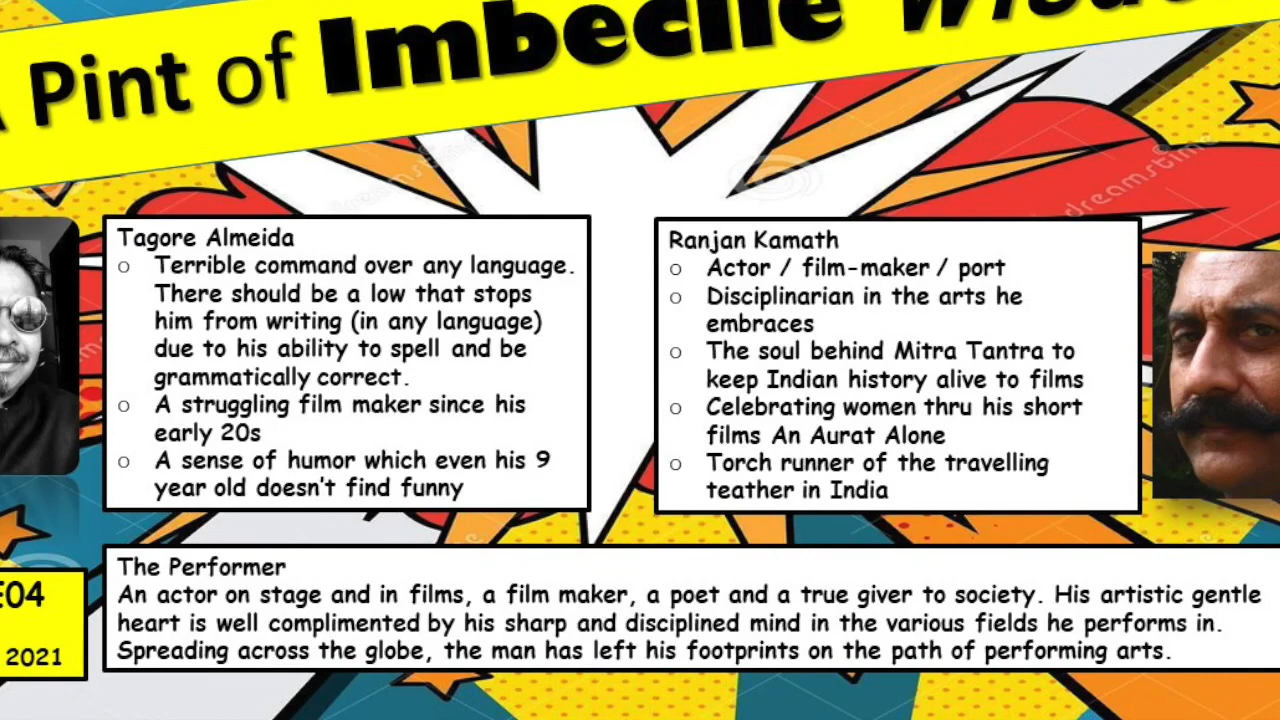 Pint of Imbecile
Tagore Almeida
o Terrible command over any language.
There should be a low that stops
him from writing (in any language)
due to his ability to spell and be
grammatically correct.
o A struggling film maker since his
early 20s
o A sense of humor which even his 9
year old doesn't find funny
Ranjan Kamath
o Actor / film-maker / port
o Disciplinarian in the arts he
embraces
o The soul behind Mitra Tantra to
keep Indian history alive to films
o Celebrating women thru his short
films An Aurat Alone
o Torch runner of the travelling
teather in India
The Performer
An actor on stage and in films, a film maker, a poet and a true giver to society. His artistic gentle
heart is well complimented by his sharp and disciplined mind in the various fields he performs in.
Spreading across the globe, the man has left his footprints on the path of performing arts.
E04
2021
dreamstime